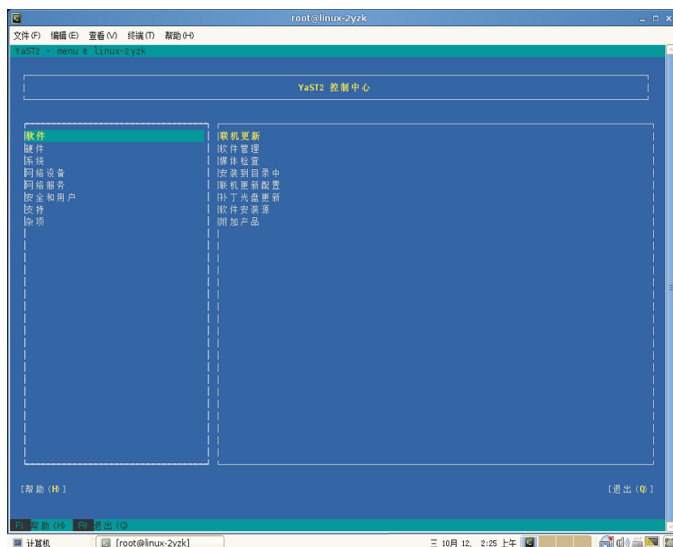 root@linux-2yzk
文件(F) 编辑(E) 查看(V) 终端(T) 帮助(H)
YaST2 - menu @ linux-2yzk
YaST2 控制中心
软件
硬件
系统
网络设备
网络服务
安全和用户
支持
杂项
联机更新
软件管理
媒体检查
安装到目录中
联机更新配置
补丁光盘更新
软件安装源
附加产品
[帮助(H)] [退出(Q)]
F1 帮助(H) F9 退出(Q)
计算机 [root@linux-2yzk] 三 10月 12, 2:25 上午